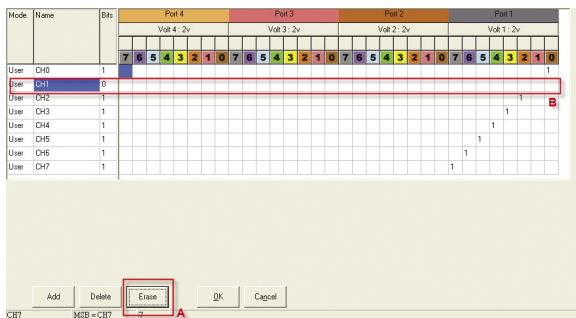 Mode Name Bits Port 4 Port 3 Port 2 Port 1
Volt 4 : 2v Volt 3 : 2v Volt 2 : 2v Volt 1 : 2v
7 6 5 4 3 2 1 0 7 6 5 4 3 2 1 0 7 6 5 4 3 2 1 0 7 6 5 4 3 2 1 0
User CH0 1 1
User CH1 0
User CH2 1 1
B
User CH3 1 1
User CH4 1 1
User CH5 1 1
User CH6 1 1
User CH7 1 1
Add Delete Erase OK Cancel
A
CH7 MSB = CH7 7